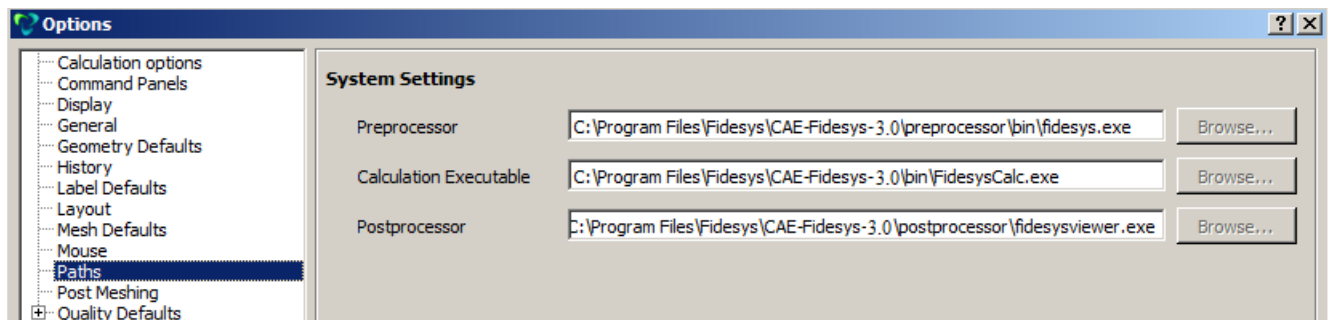 Options
Calculation options
Command Panels
Display
General
Geometry Defaults
History
Label Defaults
Layout
Mesh Defaults
Mouse
Paths
Post Meshing
Quality Defaults
System Settings
Preprocessor C:\Program Files\Fidesys\CAE-Fidesys-3.0\preprocessor\bin\fidesys.exe Browse...
Calculation Executable C:\Program Files\Fidesys\CAE-Fidesys-3.0\bin\FidesysCalc.exe Browse...
Postprocessor C:\Program Files\Fidesys\CAE-Fidesys-3.0\postprocessor\fidesysviewer.exe Browse...